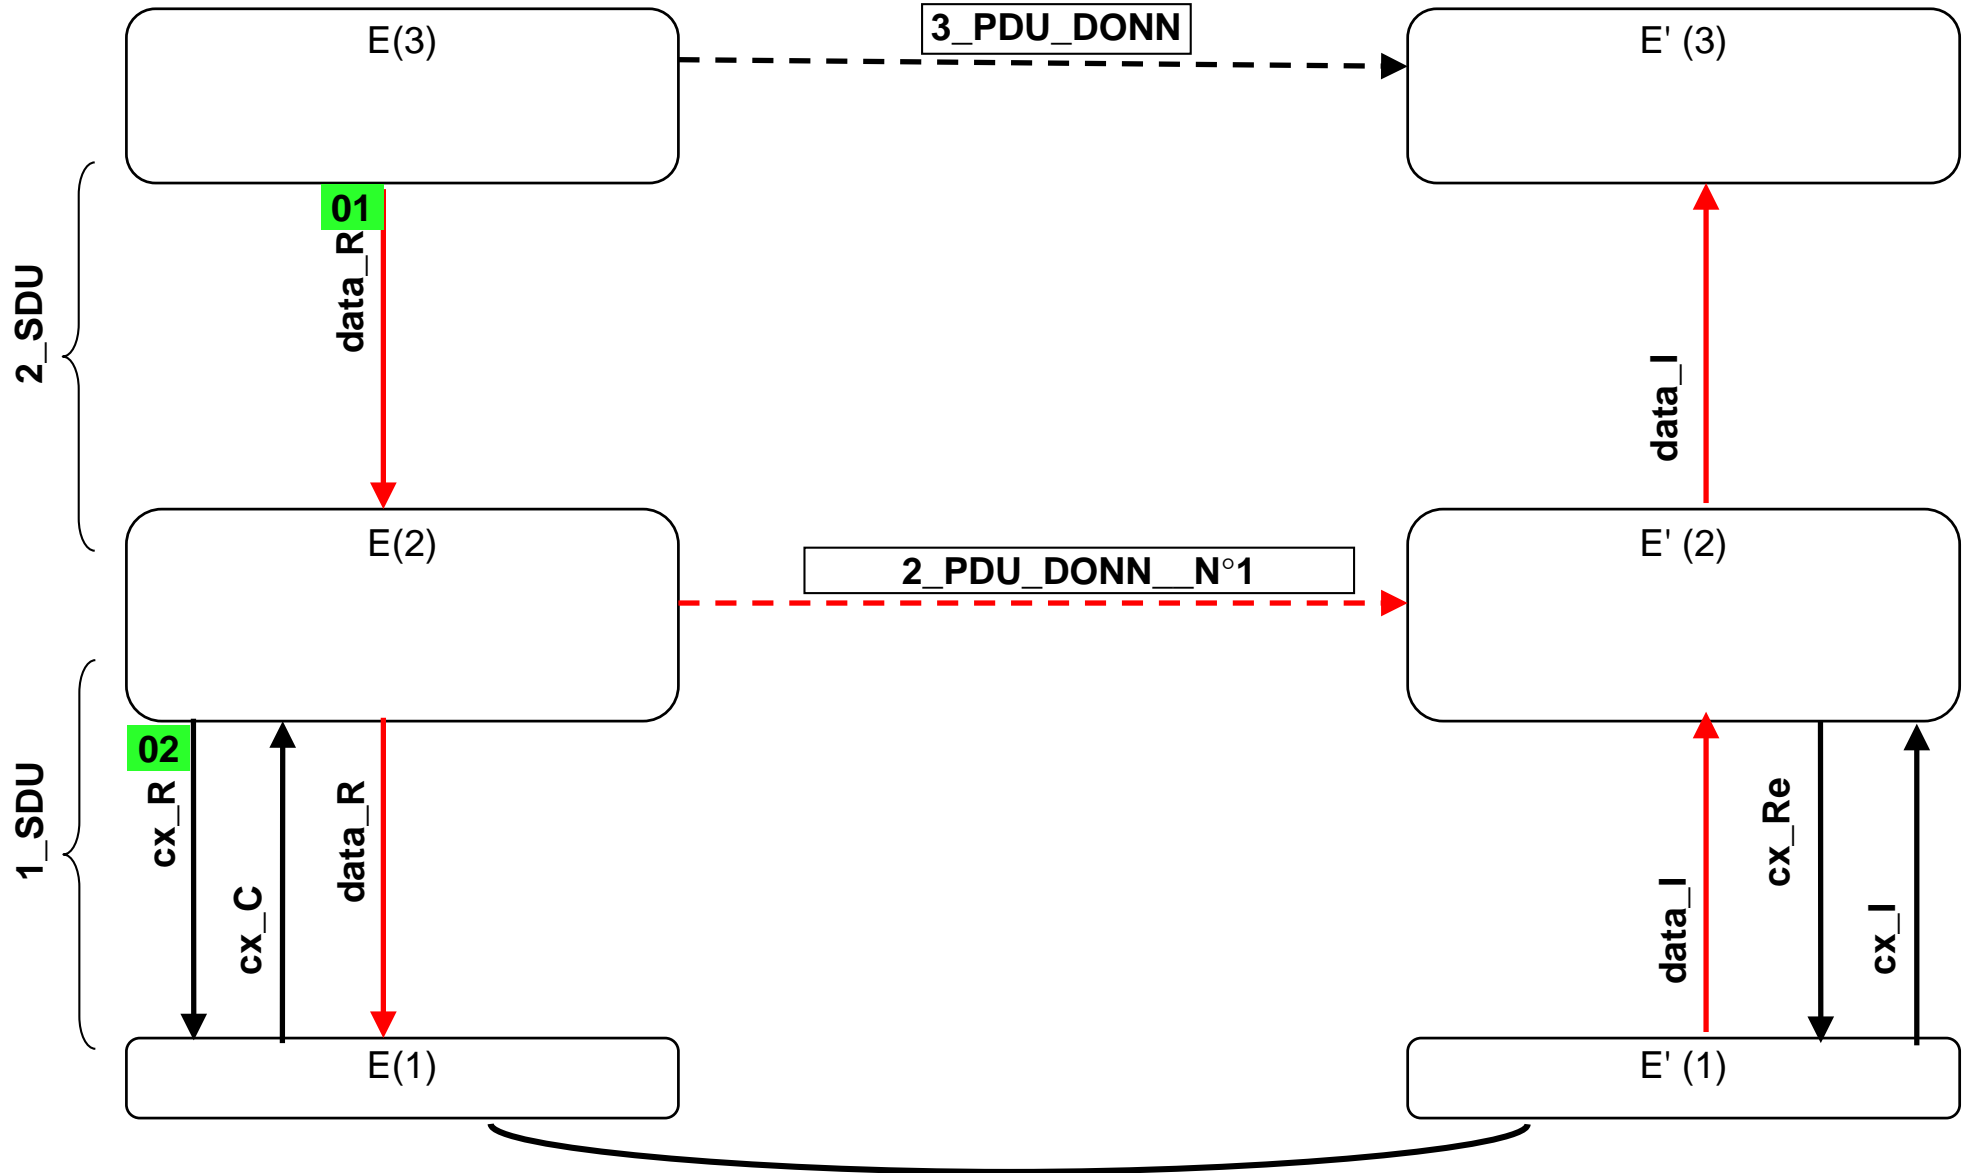 E(3)
3_PDU_DONN
E' (3)
01
data_R
2_SDU
data_I
E(2)
2_PDU_DONN__N°1
E' (2)
02
cx_R
cx_C
data_R
1_SDU
data_I
cx_Re
cx_I
E(1)
E' (1)